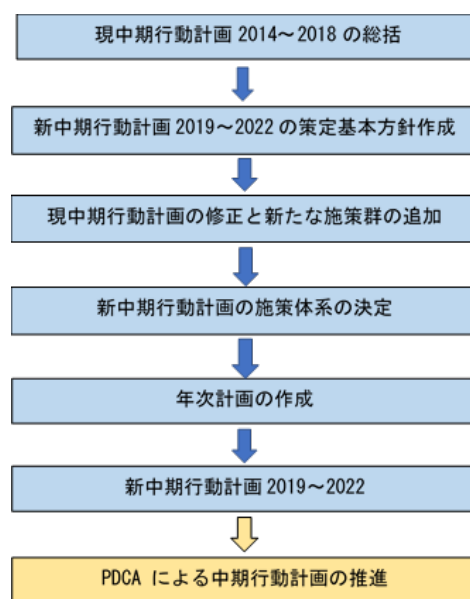 現中期行動計画 2014～2018 の総括
新中期行動計画 2019～2022 の策定基本方針作成
現中期行動計画の修正と新たな施策群の追加
新中期行動計画の施策体系の決定
年次計画の作成
新中期行動計画 2019～2022
PDCA による中期行動計画の推進